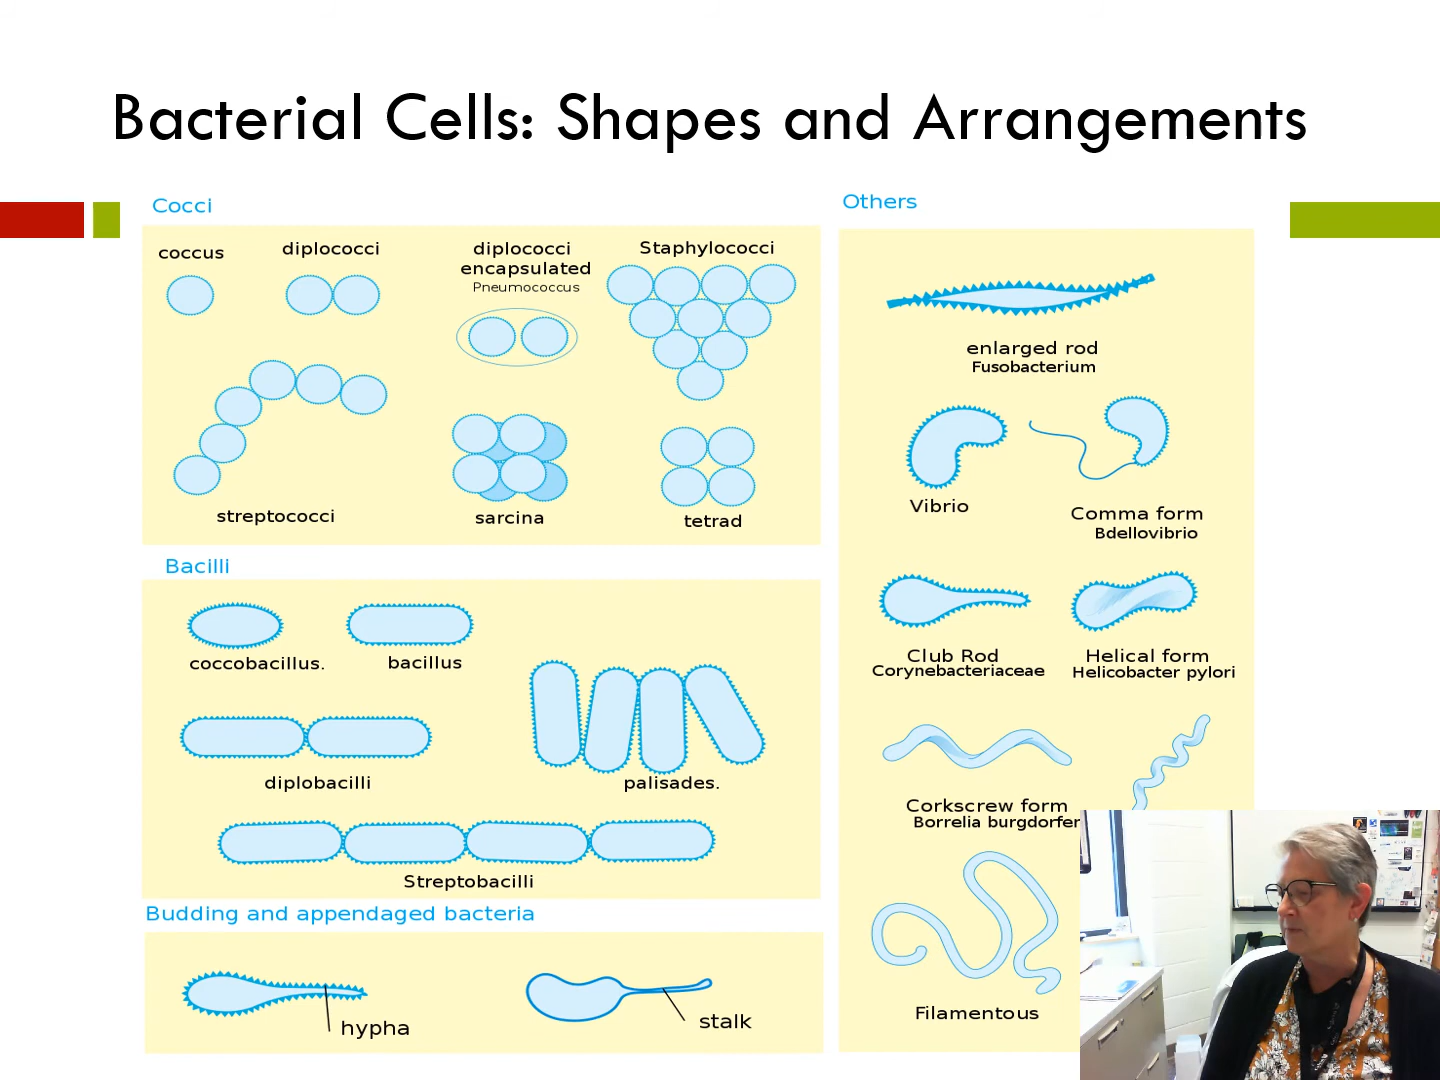 Bacterial Cells: Shapes and Arrangements
Cocci
coccus
diplococci
diplococci
encapsulated
Pneumococcus
Staphylococci
streptococci
sarcina
tetrad
Bacilli
coccobacillus.
bacillus
diplobacilli
palisades.
Streptobacilli
Budding and appendaged bacteria
hypha
stalk
Others
enlarged rod
Fusobacterium
Vibrio
Comma form
Bdellovibrio
Club Rod
Corynebacteriaceae
Helical form
Helicobacter pylori
Corkscrew form
Borrelia burgdorfer
Filamentous